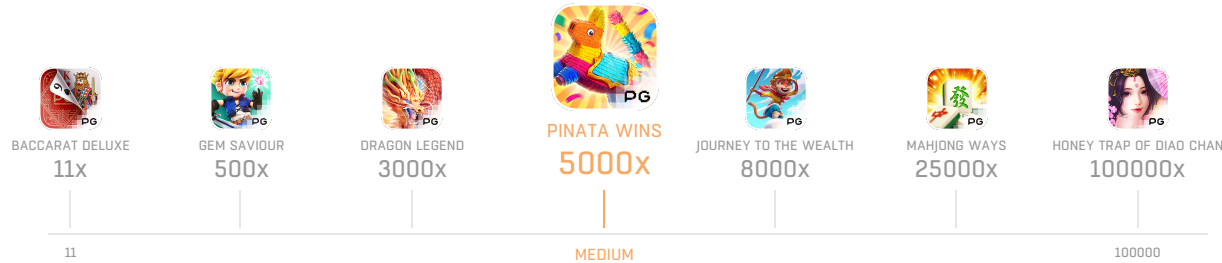 PG
PG
PG
PG
PG
發
PG
PG
BACCARAT DELUXE
11x
GEM SAVIOUR
500x
DRAGON LEGEND
3000x
PINATA WINS
5000x
JOURNEY TO THE WEALTH
8000x
MAHJONG WAYS
25000x
HONEY TRAP OF DIAO CHAN
100000x
11
MEDIUM
100000